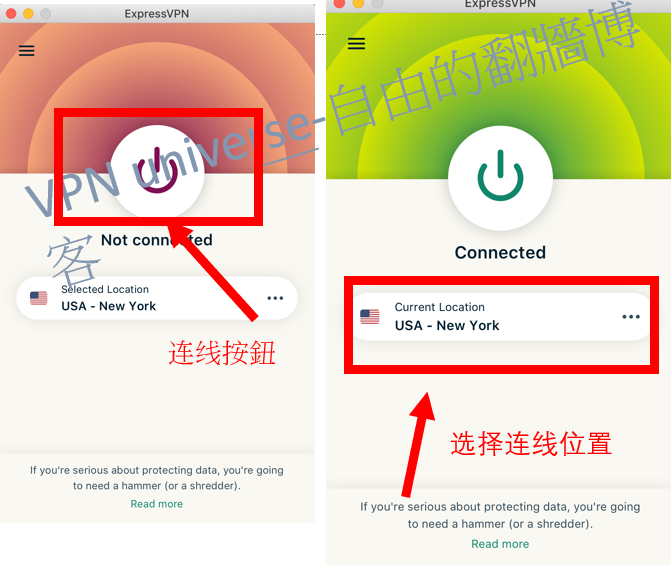 ExpressVPN
Not connected
Selected Location
USA - New York
连线按鈕
If you're serious about protecting data, you're going
to need a hammer (or a shredder).
Read more
ExpressVPN
Connected
Current Location
USA - New York
选择连线位置
If you're serious about protecting data, you're going
to need a hammer (or a shredder).
Read more
VPN universe-自由的翻牆博
客